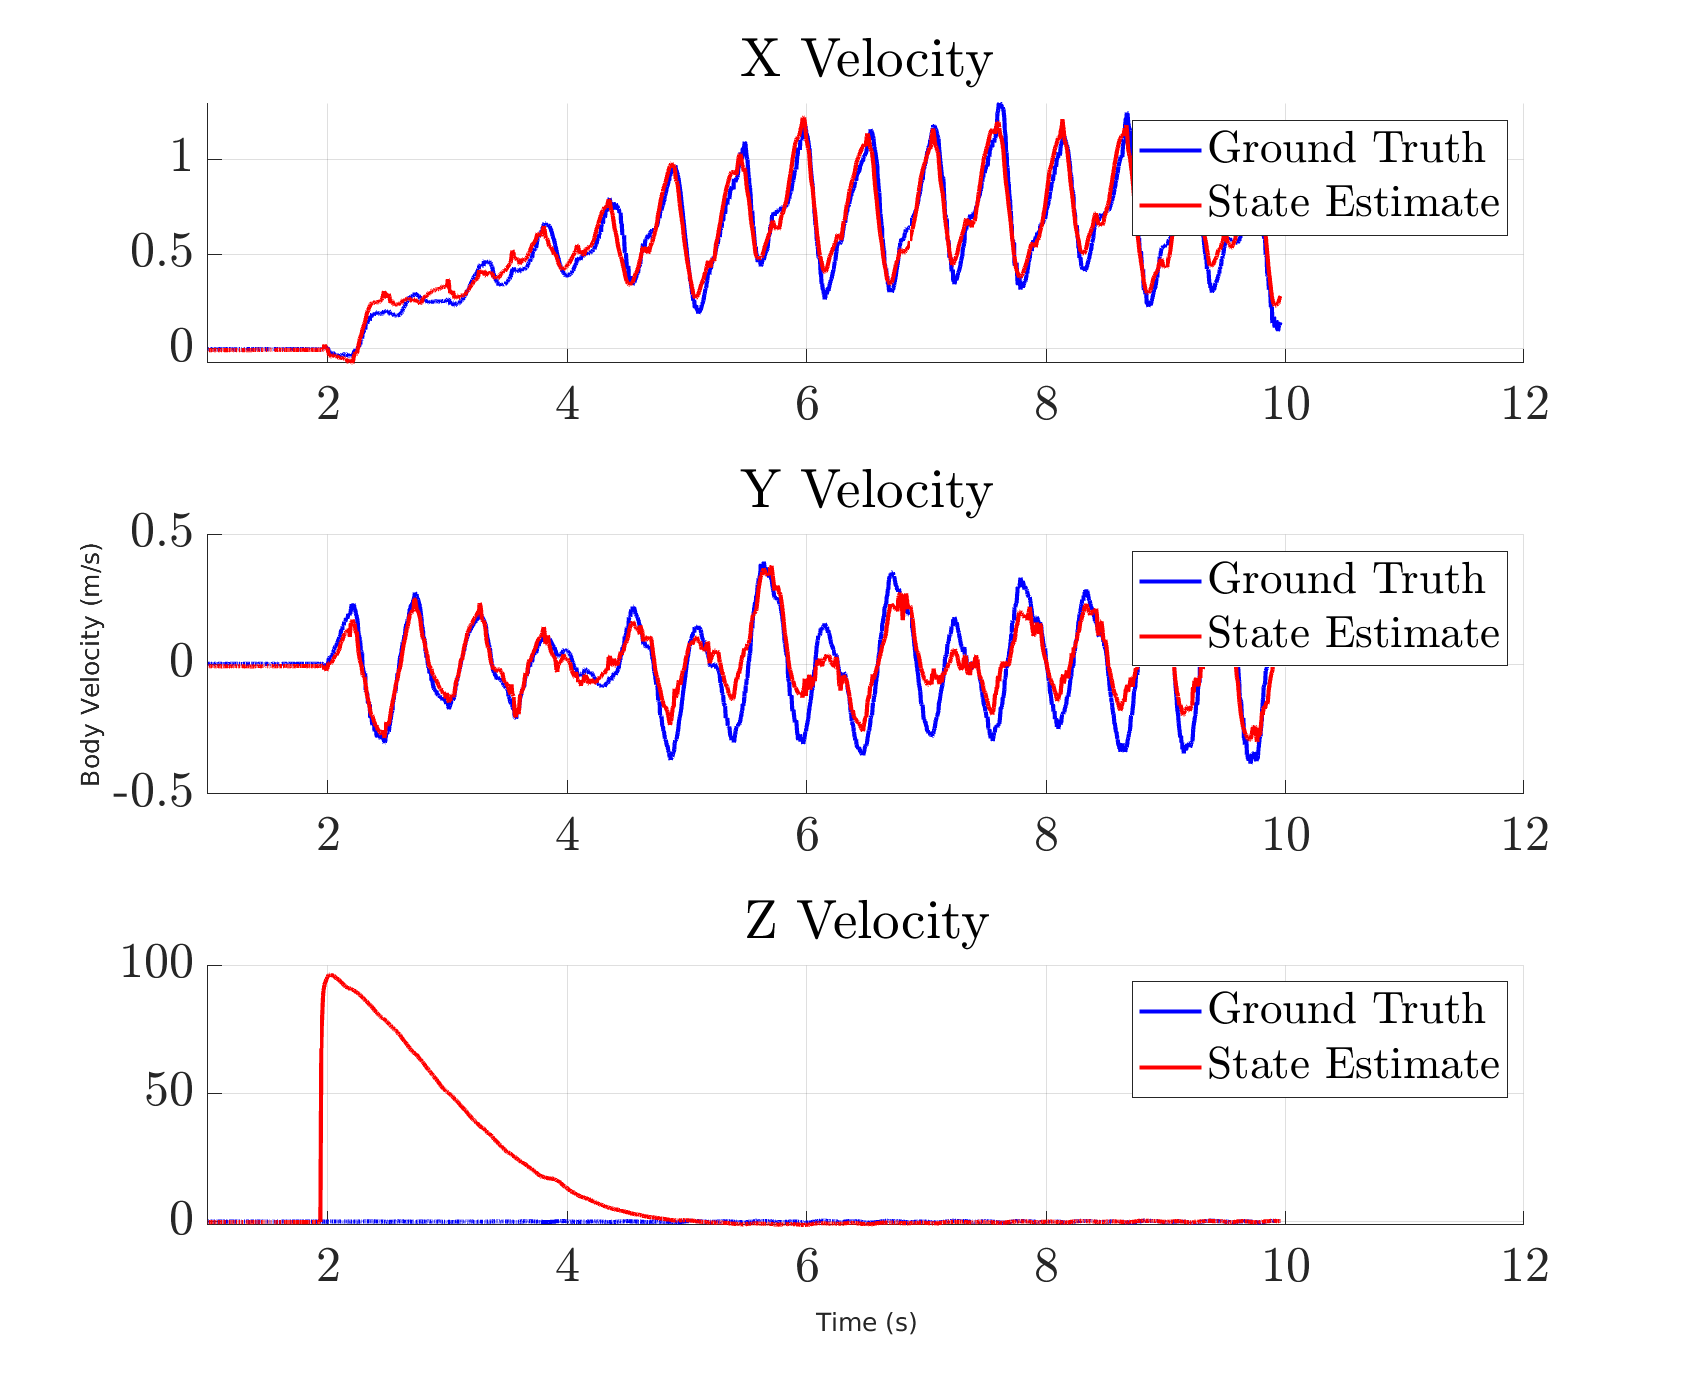 X Velocity
1
0.5
0
Ground Truth
State Estimate
2 4 6 8 10 12
Y Velocity
Body Velocity (m/s)
0.5
0
-0.5
Ground Truth
State Estimate
2 4 6 8 10 12
Z Velocity
100
50
0
Ground Truth
State Estimate
2 4 6 8 10 12
Time (s)